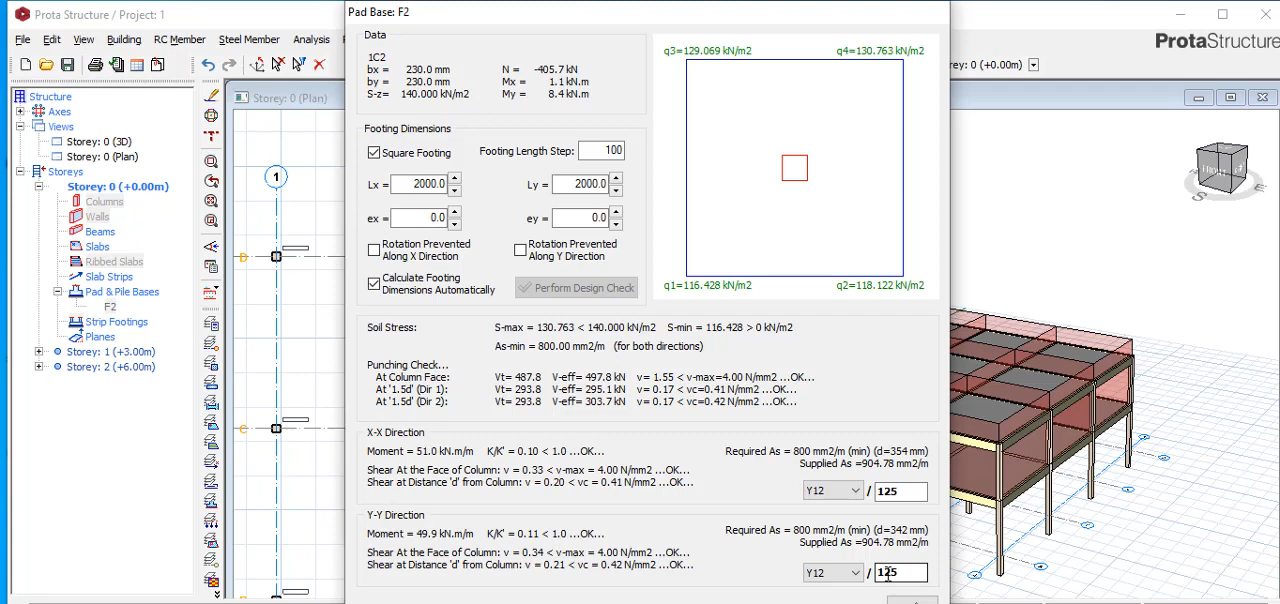 Prota Structure / Project: 1
File Edit View Building RC Member Steel Member Analysis
ProtaStructure
rey: 0 (+0.00m)
Structure
Axes
Views
Storey: 0 (3D)
Storey: 0 (Plan)
Storeys
Storey: 0 (+0.00m)
Columns
Walls
Beams
Slabs
Ribbed Slabs
Slab Strips
Pad & Pile Bases
F2
Strip Footings
Planes
Storey: 1 (+3.00m)
Storey: 2 (+6.00m)
Storey: 0 (Plan)
1
D
C
Pad Base: F2
Data
1C2
bx = 230.0 mm N = -405.7 kN
by = 230.0 mm Mx = 1.1 kN.m
S-z= 140.000 kN/m2 My = 8.4 kN.m
Footing Dimensions
Square Footing Footing Length Step: 100
Lx = 2000.0 Ly = 2000.0
ex = 0.0 ey = 0.0
Rotation Prevented Along X Direction
Rotation Prevented Along Y Direction
Calculate Footing Dimensions Automatically
Perform Design Check
q3=129.069 kN/m2 q4=130.763 kN/m2
q1=116.428 kN/m2 q2=118.122 kN/m2
Soil Stress: S-max = 130.763 < 140.000 kN/m2 S-min = 116.428 > 0 kN/m2
As-min = 800.00 mm2/m (for both directions)
Punching Check...
At Column Face: Vt= 487.8 V-eff= 497.8 kN v= 1.55 < v-max=4.00 N/mm2 ...OK...
At '1.5d' (Dir 1): Vt= 293.8 V-eff= 295.1 kN v= 0.17 < vc=0.41 N/mm2 ...OK...
At '1.5d' (Dir 2): Vt= 293.8 V-eff= 303.7 kN v= 0.17 < vc=0.42 N/mm2 ...OK...
X-X Direction
Moment = 51.0 kN.m/m K/K' = 0.10 < 1.0 ...OK...
Shear At the Face of Column: v = 0.33 < v-max = 4.00 N/mm2 ...OK...
Shear at Distance 'd' from Column: v = 0.20 < vc = 0.41 N/mm2 ...OK...
Required As = 800 mm2/m (min) (d=354 mm)
Supplied As =904.78 mm2/m
Y12 / 125
Y-Y Direction
Moment = 49.9 kN.m/m K/K' = 0.11 < 1.0 ...OK...
Shear At the Face of Column: v = 0.34 < v-max = 4.00 N/mm2 ...OK...
Shear at Distance 'd' from Column: v = 0.21 < vc = 0.42 N/mm2 ...OK...
Required As = 800 mm2/m (min) (d=342 mm)
Supplied As =904.78 mm2/m
Y12 / 125
S
E